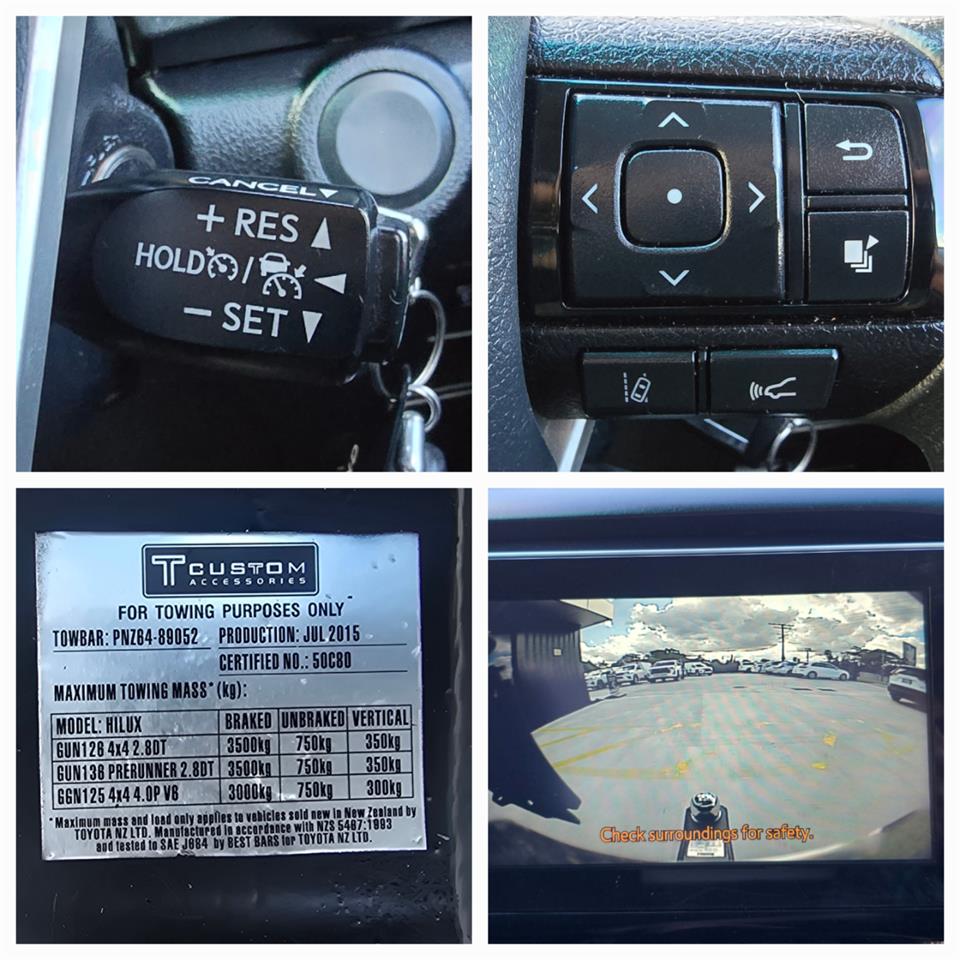 CANCEL▼
+ RES ▲
HOLD / ◄
– SET ▼
T CUSTOM
ACCESSORIES
FOR TOWING PURPOSES ONLY
TOWBAR: PNZ64-89052 PRODUCTION: JUL 2015
CERTIFIED NO.: 50C80
MAXIMUM TOWING MASS* (kg):
MODEL: HILUX BRAKED UNBRAKED VERTICAL
GUN126 4x4 2.8DT 3500kg 750kg 350kg
GUN136 PRERUNNER 2.8DT 3500kg 750kg 350kg
GGN125 4x4 4.0P V6 3000kg 750kg 300kg
*Maximum mass and load only applies to vehicles sold new in New Zealand by
TOYOTA NZ LTD. Manufactured in accordance with NZS 5467:1993
and tested to SAE J684 by BEST BARS for TOYOTA NZ LTD.
Check surroundings for safety.